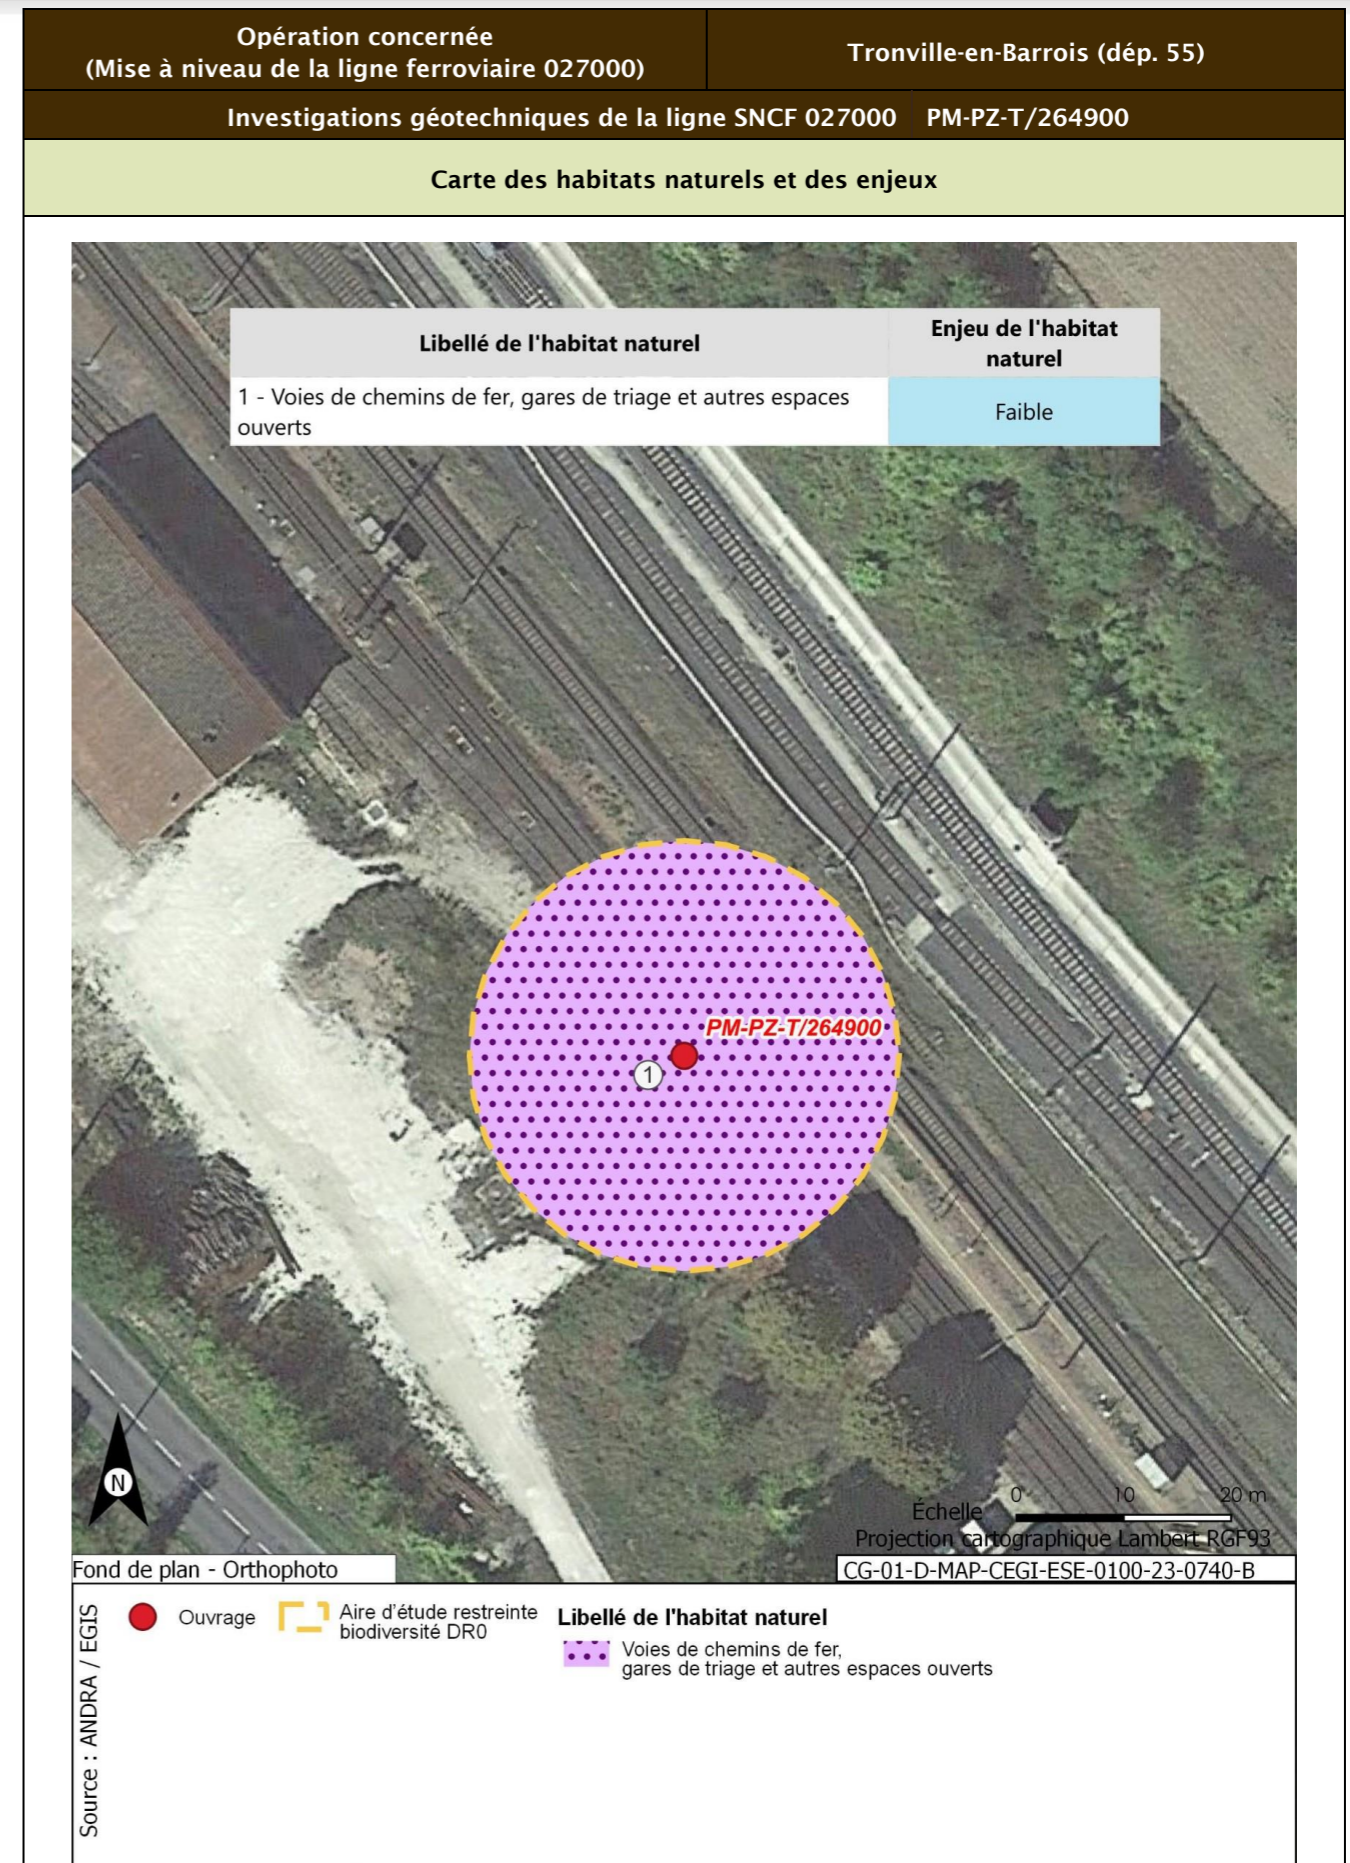 Opération concernée
(Mise à niveau de la ligne ferroviaire 027000)
Tronville-en-Barrois (dép. 55)
Investigations géotechniques de la ligne SNCF 027000 PM-PZ-T/264900
Carte des habitats naturels et des enjeux
Libellé de l'habitat naturel
Enjeu de l'habitat
naturel
1 - Voies de chemins de fer, gares de triage et autres espaces
ouverts
Faible
PM-PZ-T/264900
1
N
Échelle 0 10 20 m
Projection cartographique Lambert RGF93
Fond de plan - Orthophoto
CG-01-D-MAP-CEGI-ESE-0100-23-0740-B
Source : ANDRA / EGIS
Ouvrage
Aire d'étude restreinte
biodiversité DR0
Libellé de l'habitat naturel
Voies de chemins de fer,
gares de triage et autres espaces ouverts